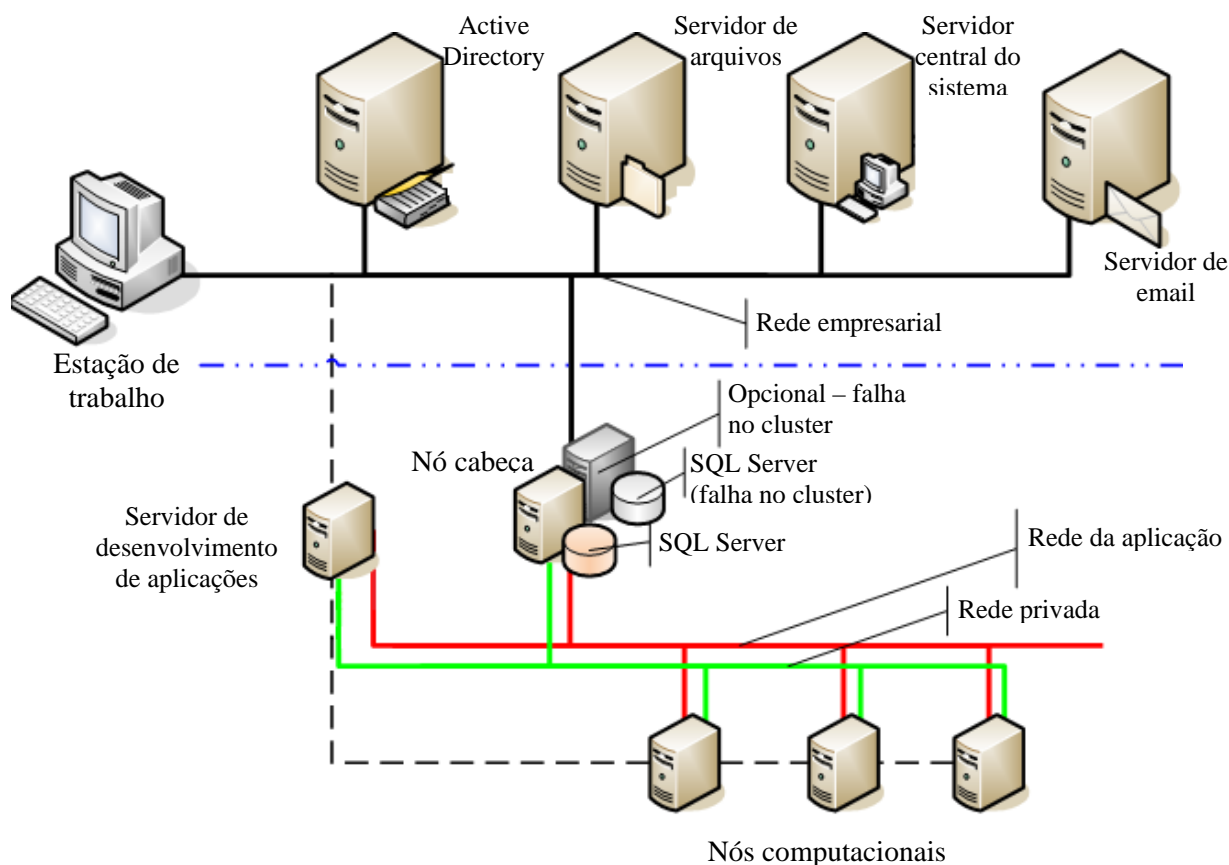 Active
Directory
Servidor de
arquivos
Servidor
central do
sistema
Servidor de
email
Rede empresarial
Estação de
trabalho
Opcional – falha
no cluster
Nó cabeça
SQL Server
(falha no cluster)
SQL Server
Servidor de
desenvolvimento
de aplicações
Rede da aplicação
Rede privada
Nós computacionais